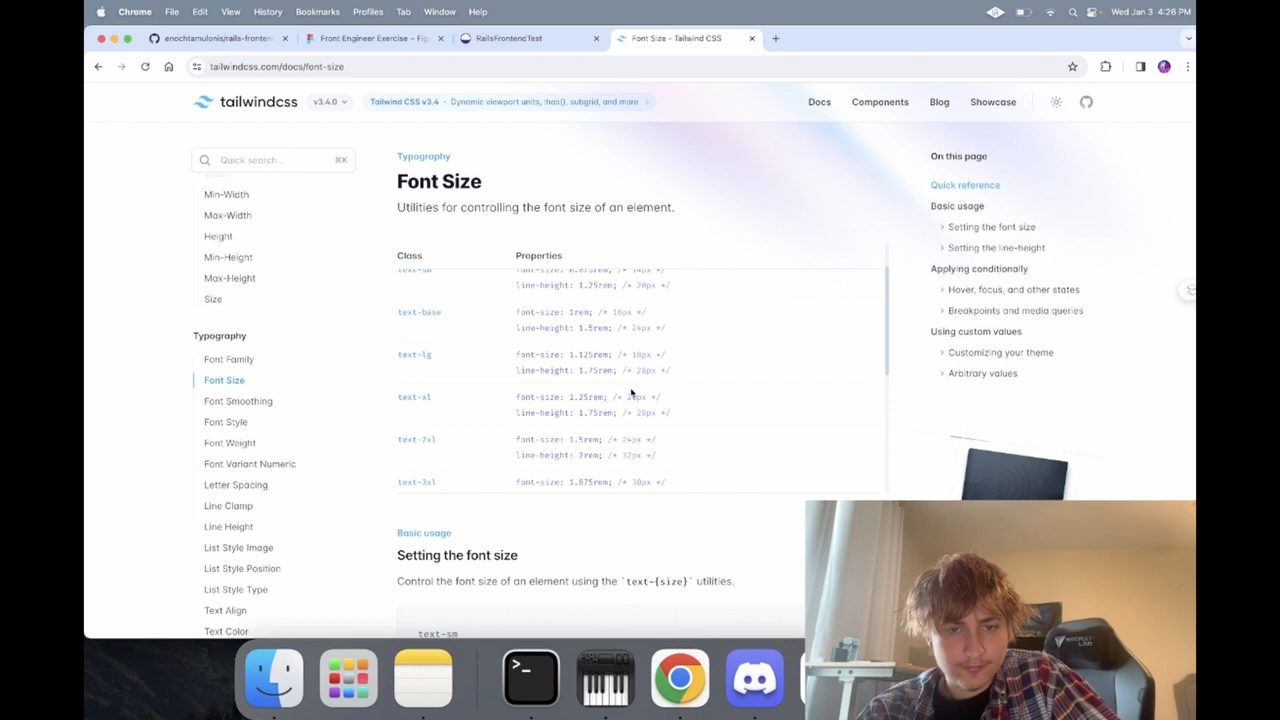 Chrome File Edit View History Bookmarks Profiles Tab Window Help Wed Jan 3 4:26 PM
enochtamulonis/rails-fronten Front Engineer Exercise – Fig RailsFrontendTest Font Size - Tailwind CSS
tailwindcss.com/docs/font-size
tailwindcss v3.4.0 Tailwind CSS v3.4 · Dynamic viewport units, :has(), subgrid, and more Docs Components Blog Showcase
Quick search... ⌘K
Min-Width
Max-Width
Height
Min-Height
Max-Height
Size
Typography
Font Family
Font Size
Font Smoothing
Font Style
Font Weight
Font Variant Numeric
Letter Spacing
Line Clamp
Line Height
List Style Image
List Style Position
List Style Type
Text Align
Text Color
Typography
Font Size
Utilities for controlling the font size of an element.
Class Properties
text-sm font-size: 0.875rem; /* 14px */
line-height: 1.25rem; /* 20px */
text-base font-size: 1rem; /* 16px */
line-height: 1.5rem; /* 24px */
text-lg font-size: 1.125rem; /* 18px */
line-height: 1.75rem; /* 28px */
text-xl font-size: 1.25rem; /* 20px */
line-height: 1.75rem; /* 28px */
text-2xl font-size: 1.5rem; /* 24px */
line-height: 2rem; /* 32px */
text-3xl font-size: 1.875rem; /* 30px */
Basic usage
Setting the font size
Control the font size of an element using the `text-{size}` utilities.
text-sm
On this page
Quick reference
Basic usage
Setting the font size
Setting the line-height
Applying conditionally
Hover, focus, and other states
Breakpoints and media queries
Using custom values
Customizing your theme
Arbitrary values
SECRETLAB